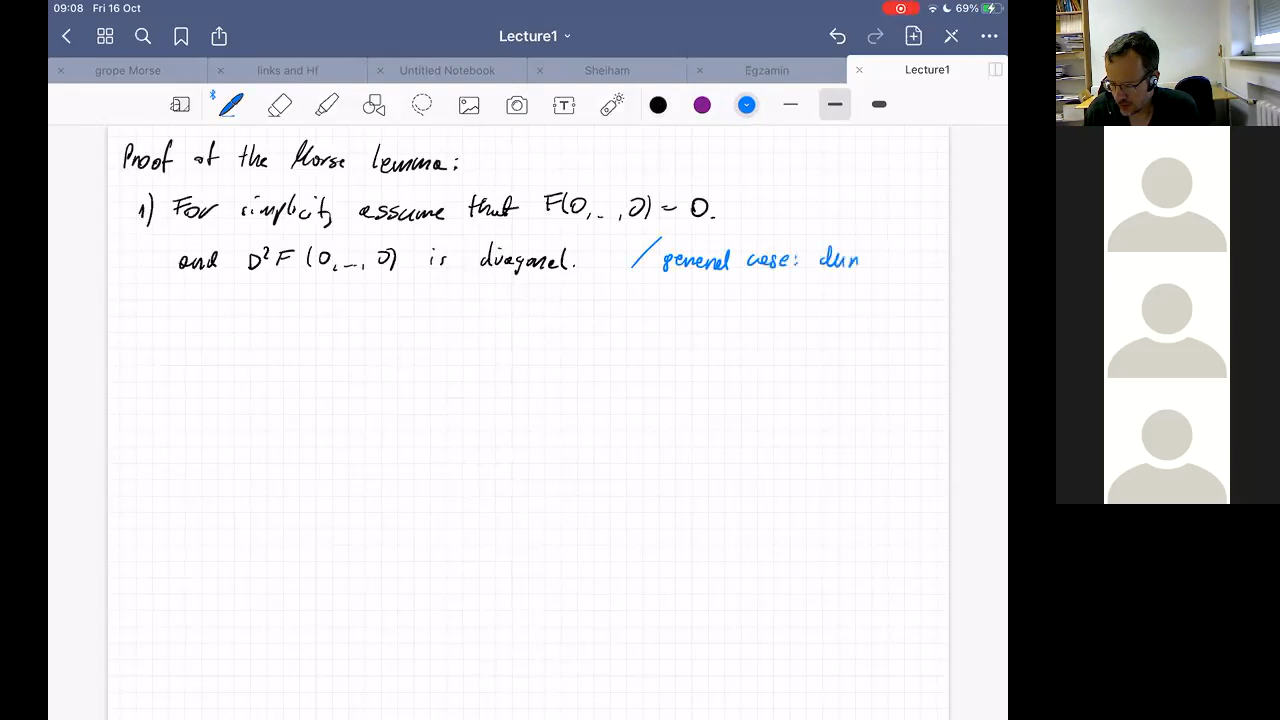 09:08 Fri 16 Oct
69%
Lecture1
grope Morse
links and Hf
Untitled Notebook
Sheiham
Egzamin
Lecture1
Proof of the Morse Lemma:
1) For simplicity assume that F(0,..,0) = 0.
and D²F (0,...,0) is diagonal. / general case: